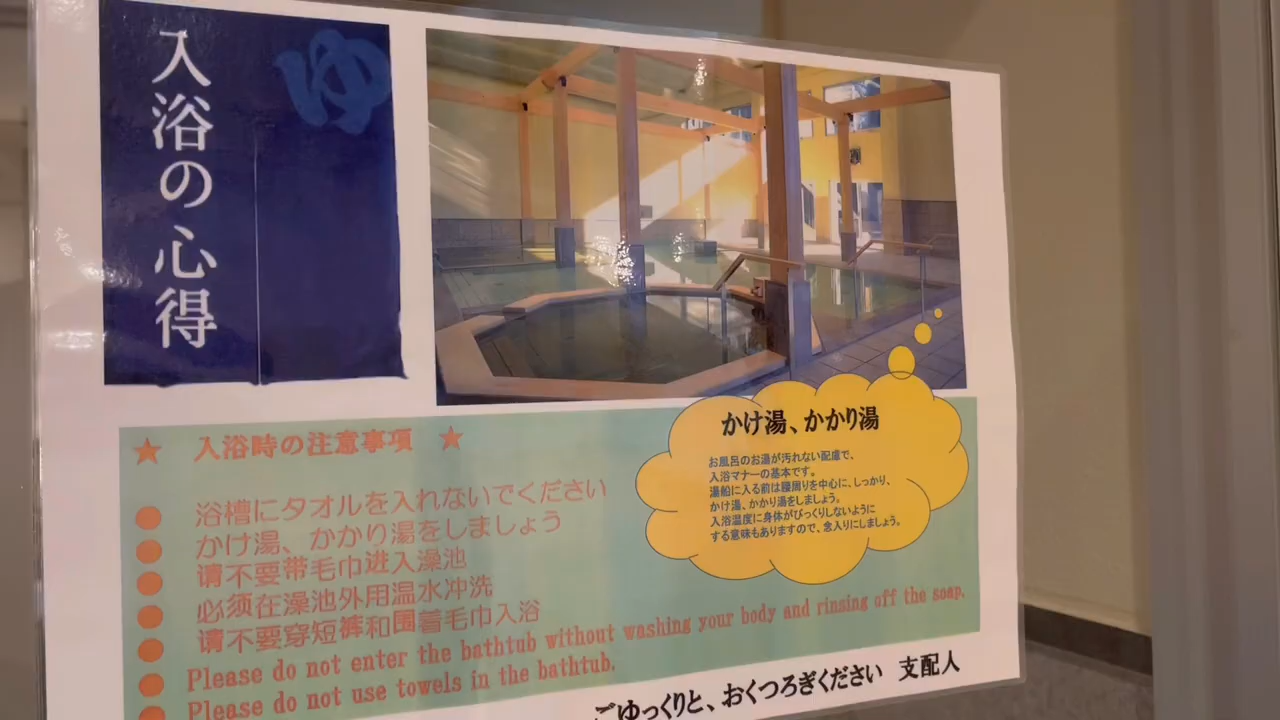 入浴の心得
ゆ
★ 入浴時の注意事項 ★
● 浴槽にタオルを入れないでください
● かけ湯、かかり湯をしましょう
● 请不要带毛巾进入澡池
● 必须在澡池外用温水冲洗
● 请不要穿短裤和围着毛巾入浴
● Please do not enter the bathtub without washing your body and rinsing off the soap.
● Please do not use towels in the bathtub.
かけ湯、かかり湯
お風呂のお湯が汚れない配慮で、
入浴マナーの基本です。
湯船に入る前は腰周りを中心に、しっかり、
かけ湯、かかり湯をしましょう。
入浴温度に身体がびっくりしないように
する意味もありますので、念入りにしましょう。
ごゆっくりと、おくつろぎください 支配人